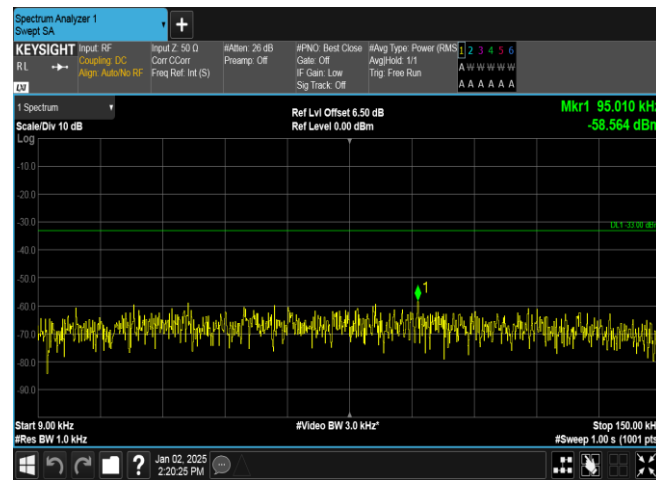 Spectrum Analyzer 1
Swept SA
+
KEYSIGHT Input: RF Input Z: 50 Ω #Atten: 26 dB #PNO: Best Close #Avg Type: Power (RMS 1 2 3 4 5 6
R L Coupling: DC Corr CCorr Preamp: Off Gate: Off Avg|Hold: 1/1 A W W W W W
Align: Auto/No RF Freq Ref: Int (S) IF Gain: Low Trig: Free Run
LXI Sig Track: Off A A A A A A
1 Spectrum Ref Lvl Offset 6.50 dB Mkr1 95.010 kHz
Scale/Div 10 dB Ref Level 0.00 dBm -58.564 dBm
Log
-10.0
-20.0
-30.0
DL1 -33.00 dBm
-40.0
-50.0
1
-60.0
-70.0
-80.0
-90.0
Start 9.00 kHz #Video BW 3.0 kHz* Stop 150.00 kHz
#Res BW 1.0 kHz #Sweep 1.00 s (1001 pts
? Jan 02, 2025
2:20:25 PM